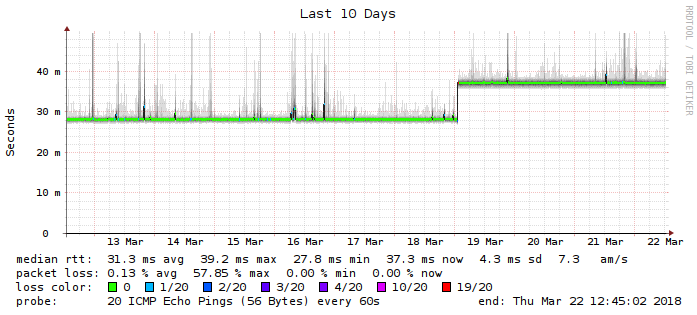 Last 10 Days
RRDTOOL / TOBI OETIKER
Seconds
40 m
30 m
20 m
10 m
0
13 Mar 14 Mar 15 Mar 16 Mar 17 Mar 18 Mar 19 Mar 20 Mar 21 Mar 22 Mar
median rtt: 31.3 ms avg 39.2 ms max 27.8 ms min 37.3 ms now 4.3 ms sd 7.3 am/s
packet loss: 0.13 % avg 57.85 % max 0.00 % min 0.00 % now
loss color: 0 1/20 2/20 3/20 4/20 10/20 19/20
probe: 20 ICMP Echo Pings (56 Bytes) every 60s end: Thu Mar 22 12:45:02 2018